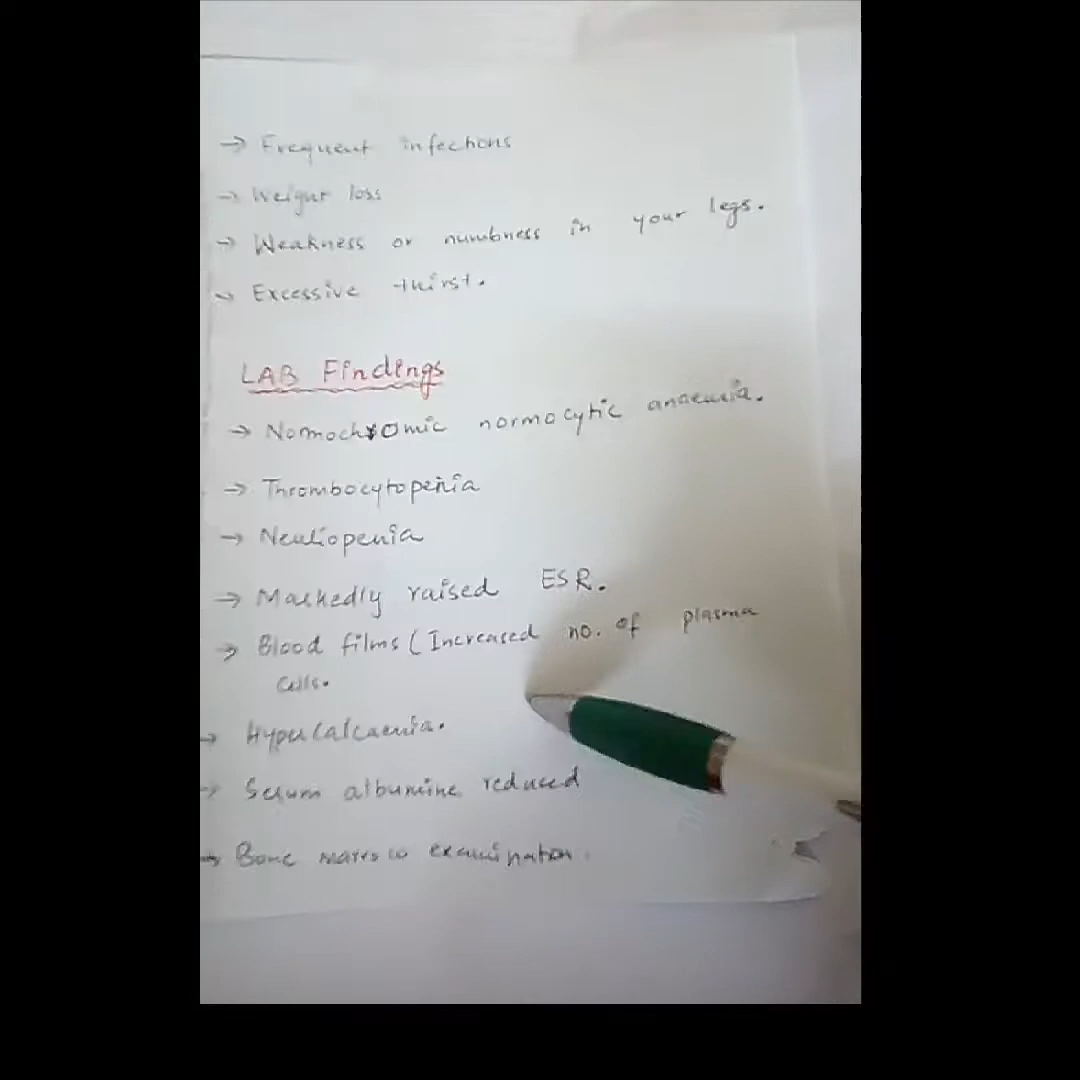 → Frequent infections
→ Weight loss
→ Weakness or numbness in your legs.
→ Excessive thirst.
LAB Findings
→ Nomochromic normocytic anaemia.
→ Thrombocytopenia
→ Neutropenia
→ Markedly raised ESR.
→ Blood films (Increased no. of plasma
cells.
→ Hypercalcaemia.
→ Serum albumine reduced
→ Bone marrow examination.